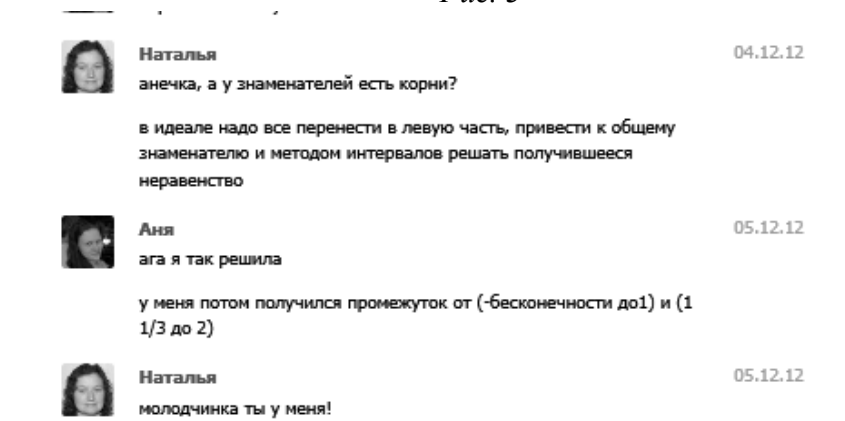 Рис. 3
Наталья 04.12.12
анечка, а у знаменателей есть корни?
в идеале надо все перенести в левую часть, привести к общему
знаменателю и методом интервалов решать получившееся
неравенство
Аня 05.12.12
ага я так решила
у меня потом получился промежуток от (-бесконечности до1) и (1
1/3 до 2)
Наталья 05.12.12
молодчинка ты у меня!